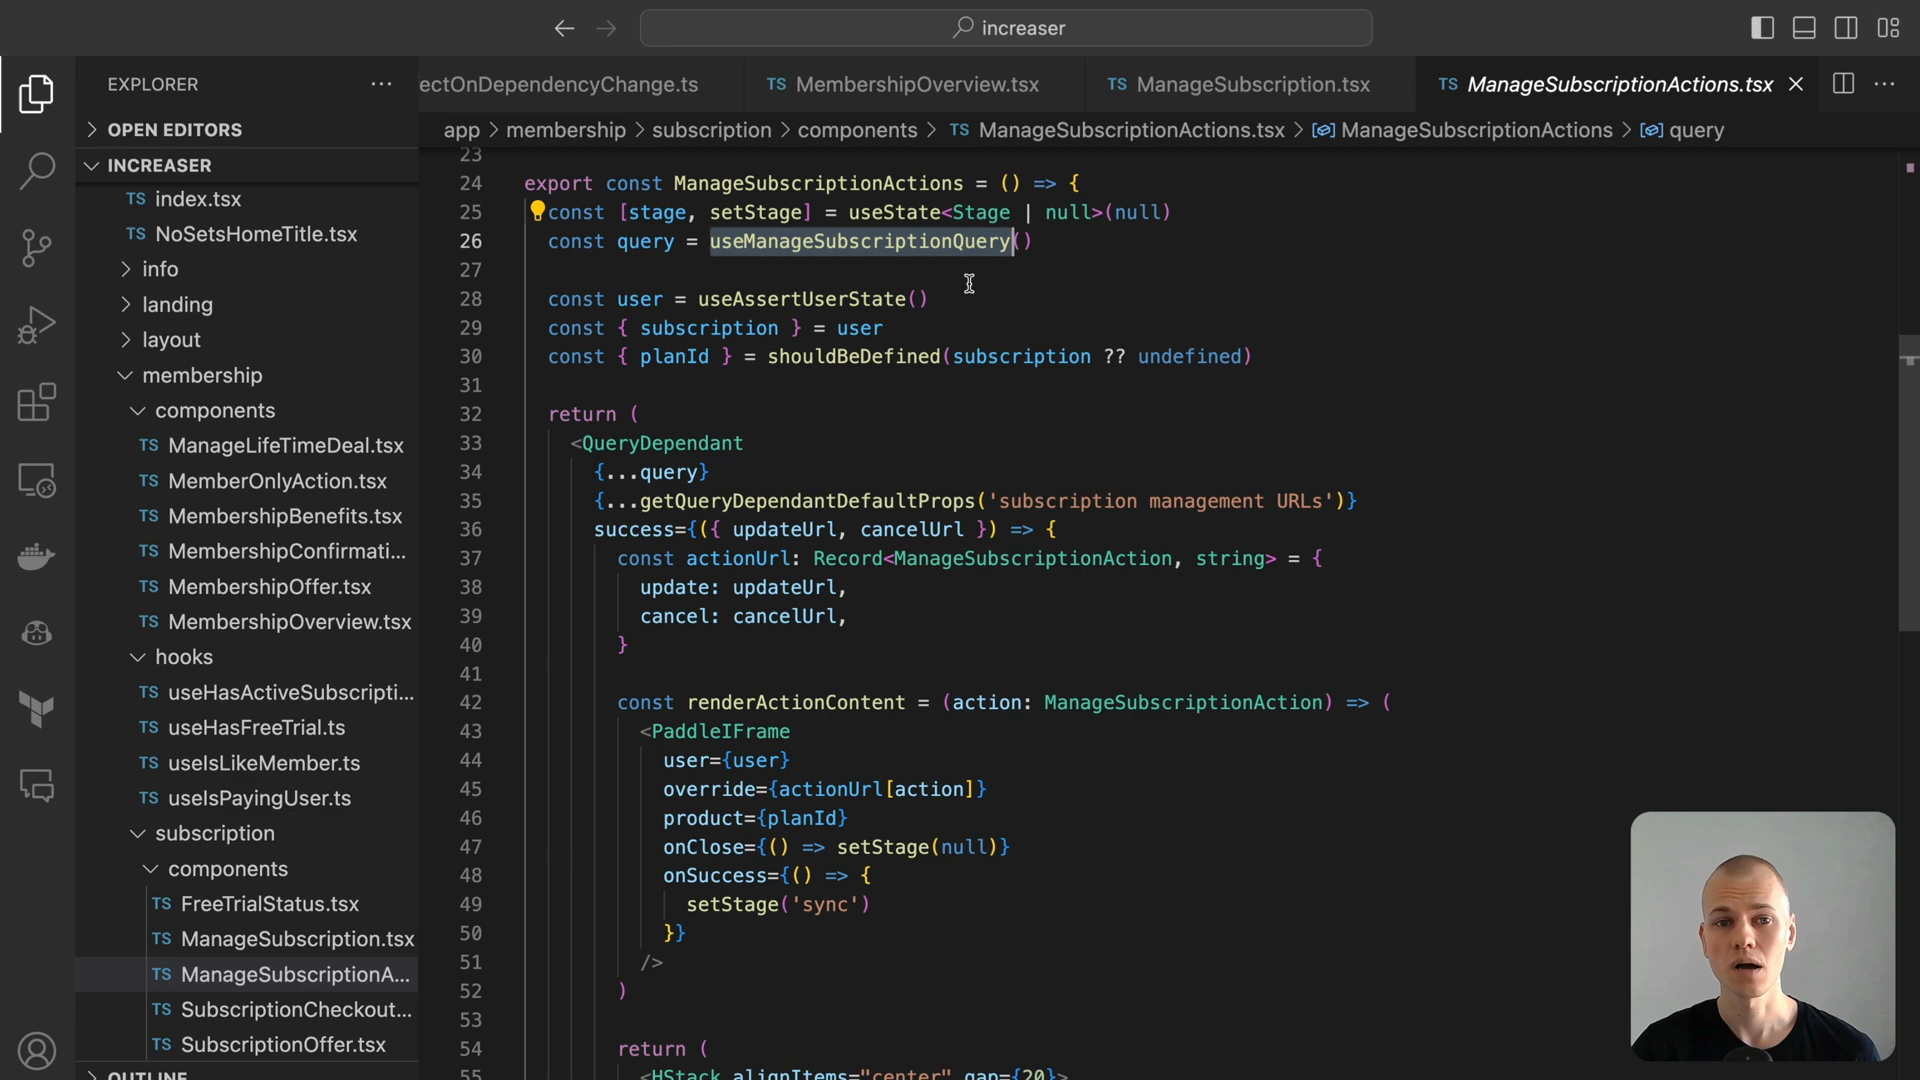 increaser
EXPLORER
OPEN EDITORS
INCREASER
TS index.tsx
TS NoSetsHomeTitle.tsx
info
landing
layout
membership
components
TS ManageLifeTimeDeal.tsx
TS MemberOnlyAction.tsx
TS MembershipBenefits.tsx
TS MembershipConfirmati...
TS MembershipOffer.tsx
TS MembershipOverview.tsx
hooks
TS useHasActiveSubscripti...
TS useHasFreeTrial.ts
TS useIsLikeMember.ts
TS useIsPayingUser.ts
subscription
components
TS FreeTrialStatus.tsx
TS ManageSubscription.tsx
TS ManageSubscriptionA...
TS SubscriptionCheckout...
TS SubscriptionOffer.tsx
OUTLINE
ectOnDependencyChange.ts
TS MembershipOverview.tsx
TS ManageSubscription.tsx
TS ManageSubscriptionActions.tsx
app > membership > subscription > components > TS ManageSubscriptionActions.tsx > ManageSubscriptionActions > query
23
24 export const ManageSubscriptionActions = () => {
25 const [stage, setStage] = useState<Stage | null>(null)
26 const query = useManageSubscriptionQuery()
27
28 const user = useAssertUserState()
29 const { subscription } = user
30 const { planId } = shouldBeDefined(subscription ?? undefined)
31
32 return (
33 <QueryDependant
34 {...query}
35 {...getQueryDependantDefaultProps('subscription management URLs')}
36 success={({ updateUrl, cancelUrl }) => {
37 const actionUrl: Record<ManageSubscriptionAction, string> = {
38 update: updateUrl,
39 cancel: cancelUrl,
40 }
41
42 const renderActionContent = (action: ManageSubscriptionAction) => (
43 <PaddleIFrame
44 user={user}
45 override={actionUrl[action]}
46 product={planId}
47 onClose={() => setStage(null)}
48 onSuccess={() => {
49 setStage('sync')
50 }}
51 />
52 )
53
54 return (
55 <HStack alignItems="center" gap={20}>